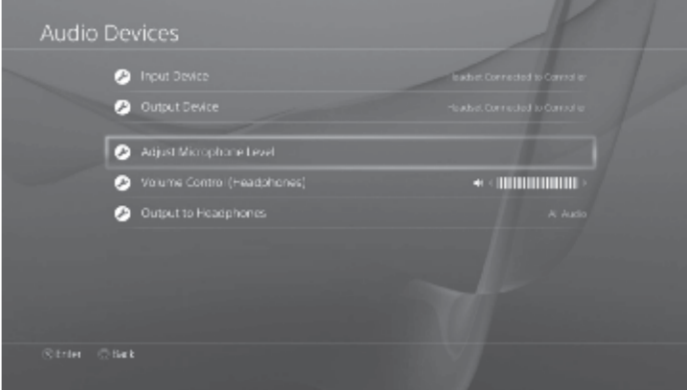 Audio Devices
Input Device Headset Connected to Controller
Output Device Headset Connected to Controller
Adjust Microphone Level
Volume Control (Headphones)
Output to Headphones All Audio
Enter Back